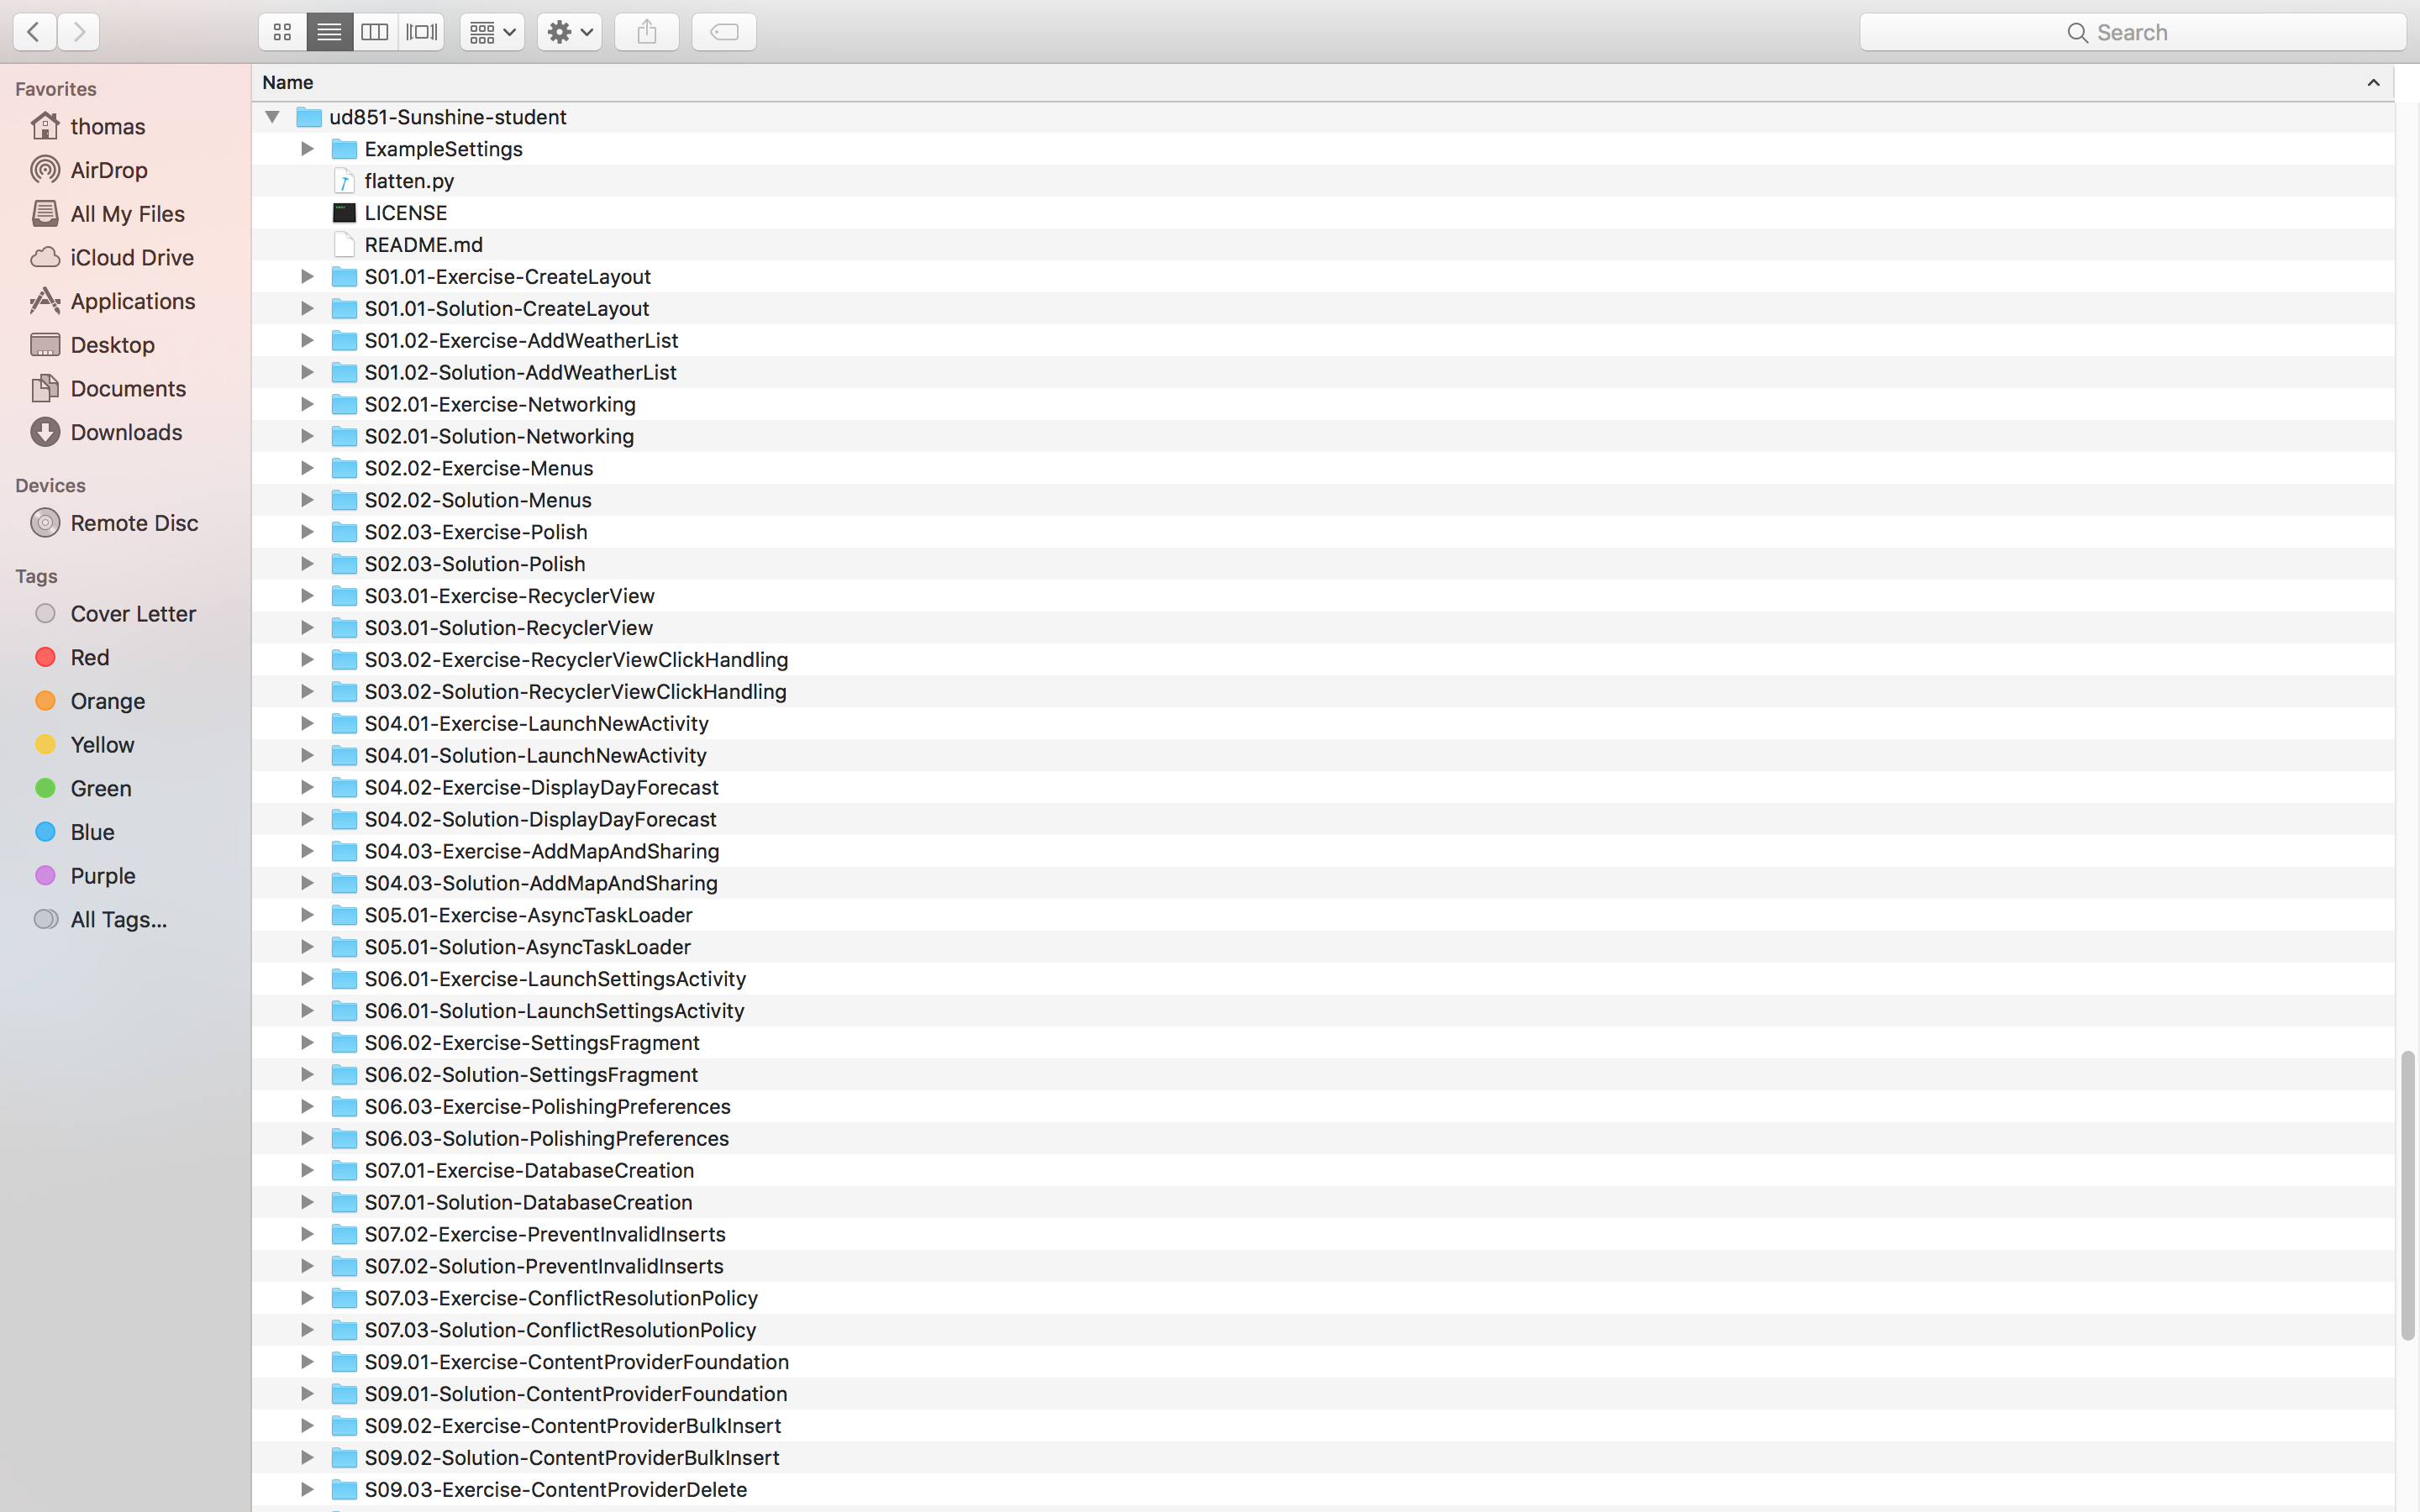 Search
Favorites
thomas
AirDrop
All My Files
iCloud Drive
Applications
Desktop
Documents
Downloads
Devices
Remote Disc
Tags
Cover Letter
Red
Orange
Yellow
Green
Blue
Purple
All Tags...
Name
ud851-Sunshine-student
ExampleSettings
flatten.py
LICENSE
README.md
S01.01-Exercise-CreateLayout
S01.01-Solution-CreateLayout
S01.02-Exercise-AddWeatherList
S01.02-Solution-AddWeatherList
S02.01-Exercise-Networking
S02.01-Solution-Networking
S02.02-Exercise-Menus
S02.02-Solution-Menus
S02.03-Exercise-Polish
S02.03-Solution-Polish
S03.01-Exercise-RecyclerView
S03.01-Solution-RecyclerView
S03.02-Exercise-RecyclerViewClickHandling
S03.02-Solution-RecyclerViewClickHandling
S04.01-Exercise-LaunchNewActivity
S04.01-Solution-LaunchNewActivity
S04.02-Exercise-DisplayDayForecast
S04.02-Solution-DisplayDayForecast
S04.03-Exercise-AddMapAndSharing
S04.03-Solution-AddMapAndSharing
S05.01-Exercise-AsyncTaskLoader
S05.01-Solution-AsyncTaskLoader
S06.01-Exercise-LaunchSettingsActivity
S06.01-Solution-LaunchSettingsActivity
S06.02-Exercise-SettingsFragment
S06.02-Solution-SettingsFragment
S06.03-Exercise-PolishingPreferences
S06.03-Solution-PolishingPreferences
S07.01-Exercise-DatabaseCreation
S07.01-Solution-DatabaseCreation
S07.02-Exercise-PreventInvalidInserts
S07.02-Solution-PreventInvalidInserts
S07.03-Exercise-ConflictResolutionPolicy
S07.03-Solution-ConflictResolutionPolicy
S09.01-Exercise-ContentProviderFoundation
S09.01-Solution-ContentProviderFoundation
S09.02-Exercise-ContentProviderBulkInsert
S09.02-Solution-ContentProviderBulkInsert
S09.03-Exercise-ContentProviderDelete